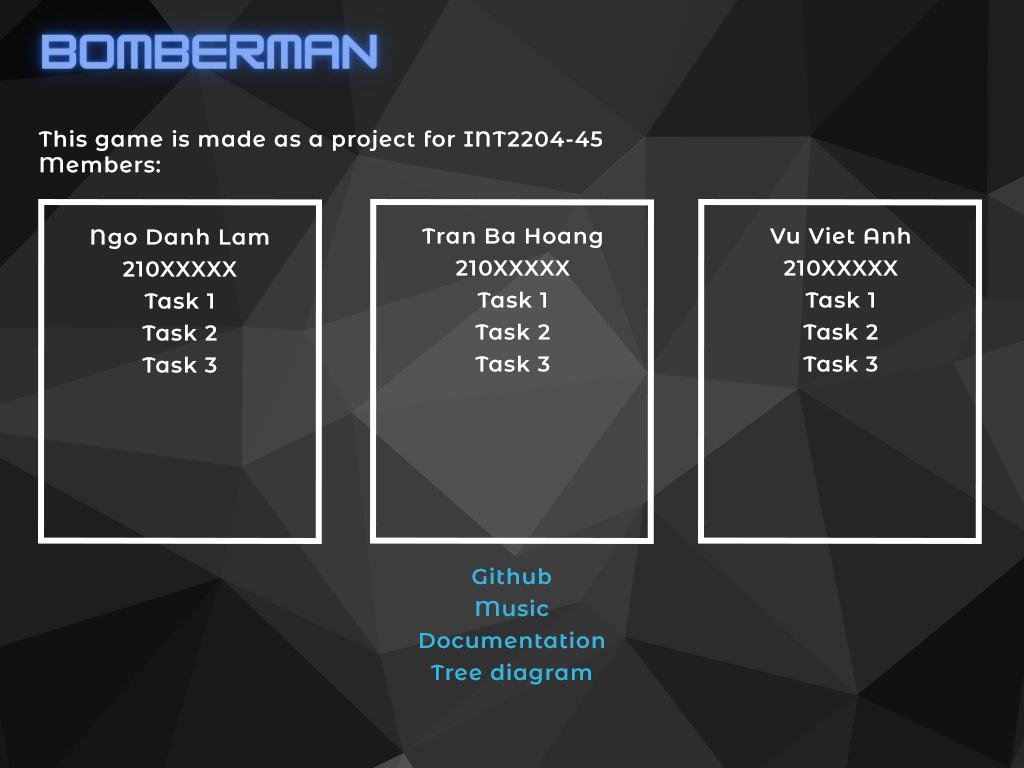 BOMBERMAN
This game is made as a project for INT2204-45
Members:
Ngo Danh Lam
210XXXXX
Task 1
Task 2
Task 3
Tran Ba Hoang
210XXXXX
Task 1
Task 2
Task 3
Vu Viet Anh
210XXXXX
Task 1
Task 2
Task 3
Github
Music
Documentation
Tree diagram